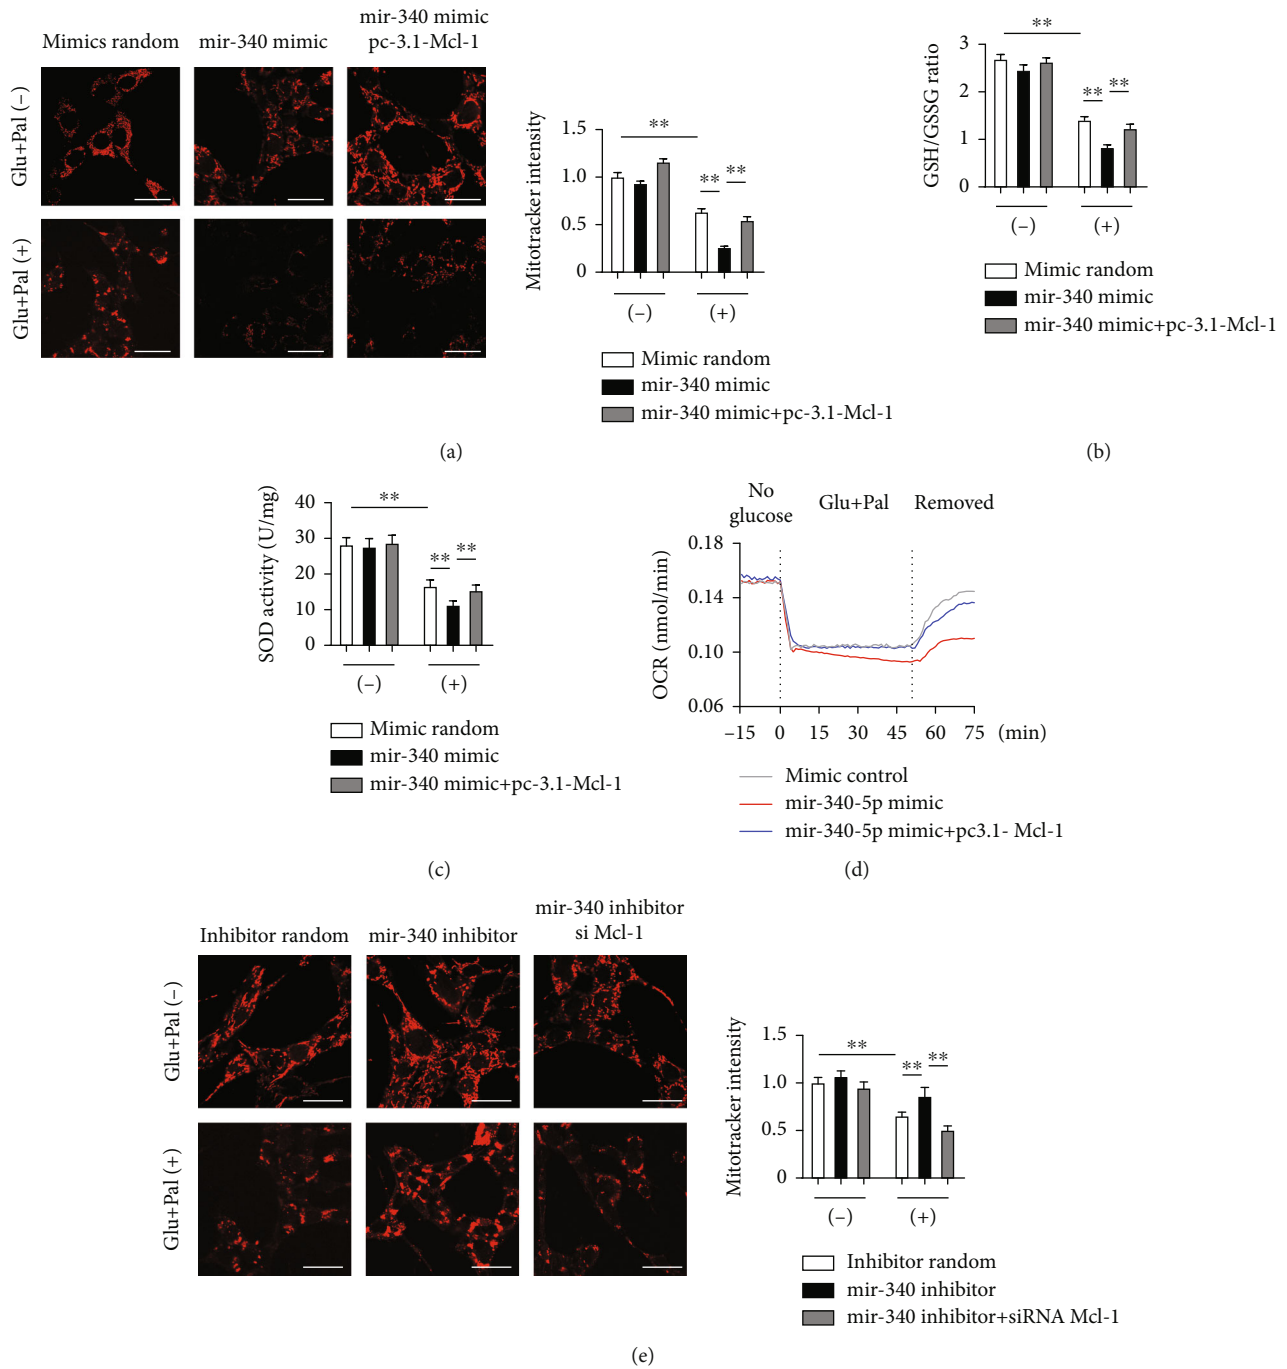 Mimics random
mir-340 mimic
mir-340 mimic
pc-3.1-Mcl-1
Glu+Pal (−)
Glu+Pal (+)
Mitotracker intensity
1.5
1.0
0.5
0
**
**
**
(−)
(+)
Mimic random
mir-340 mimic
mir-340 mimic+pc-3.1-Mcl-1
(a)
GSH/GSSG ratio
3
2
1
0
**
**
**
(−)
(+)
Mimic random
mir-340 mimic
mir-340 mimic+pc-3.1-Mcl-1
(b)
SOD activity (U/mg)
40
30
20
10
0
**
**
**
(−)
(+)
Mimic random
mir-340 mimic
mir-340 mimic+pc-3.1-Mcl-1
(c)
No
glucose
Glu+Pal
Removed
OCR (nmol/min)
0.18
0.14
0.10
0.06
−15 0 15 30 45 60 75 (min)
Mimic control
mir-340-5p mimic
mir-340-5p mimic+pc3.1- Mcl-1
(d)
Inhibitor random
mir-340 inhibitor
mir-340 inhibitor
si Mcl-1
Glu+Pal (−)
Glu+Pal (+)
Mitotracker intensity
1.5
1.0
0.5
0
**
**
**
(−)
(+)
Inhibitor random
mir-340 inhibitor
mir-340 inhibitor+siRNA Mcl-1
(e)